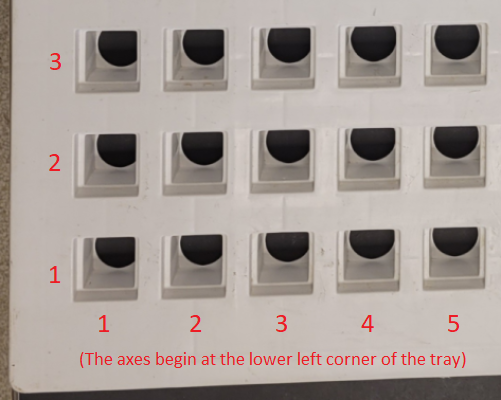 3
2
1
1 2 3 4 5
(The axes begin at the lower left corner of the tray)